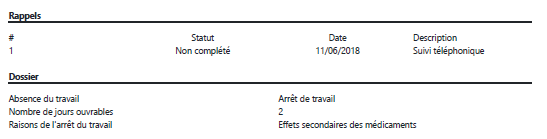 Rappels
# Statut Date Description
1 Non complété 11/06/2018 Suivi téléphonique
Dossier
Absence du travail Arrêt de travail
Nombre de jours ouvrables 2
Raisons de l'arrêt du travail Effets secondaires des médicaments